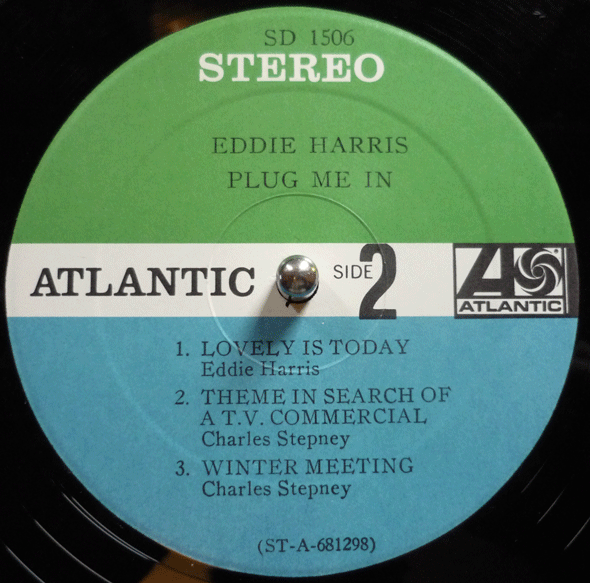 SD 1506
STEREO
EDDIE HARRIS
PLUG ME IN
ATLANTIC
SIDE 2
ATLANTIC
1. LOVELY IS TODAY
Eddie Harris
2. THEME IN SEARCH OF
A T.V. COMMERCIAL
Charles Stepney
3. WINTER MEETING
Charles Stepney
(ST-A-681298)